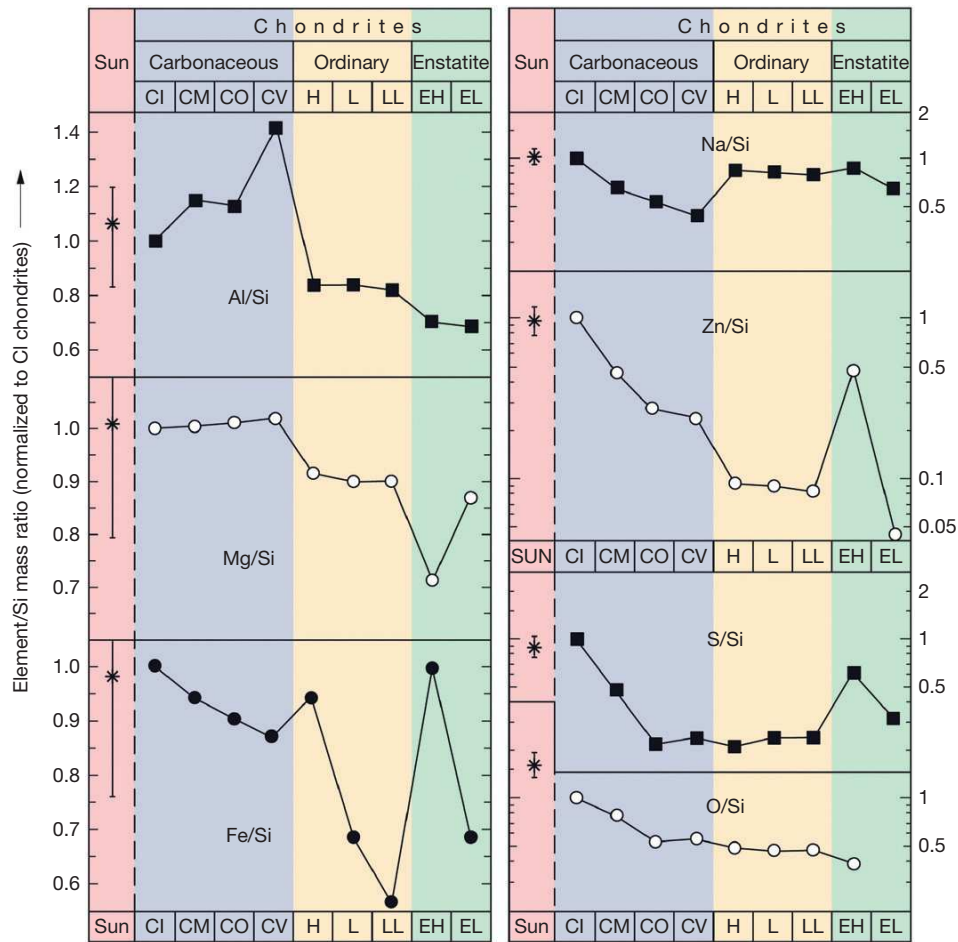 Element/Si mass ratio (normalized to CI chondrites)
Sun
Chondrites
Carbonaceous Ordinary Enstatite
CI CM CO CV H L LL EH EL
1.4
1.2
1.0
0.8
0.6
Al/Si
1.0
0.9
0.8
0.7
Mg/Si
1.0
0.9
0.8
0.7
0.6
Fe/Si
Sun CI CM CO CV H L LL EH EL
Sun
Chondrites
Carbonaceous Ordinary Enstatite
CI CM CO CV H L LL EH EL
Na/Si
2
1
0.5
Zn/Si
1
0.5
0.1
0.05
SUN CI CM CO CV H L LL EH EL
S/Si
2
1
0.5
O/Si
1
0.5
Sun CI CM CO CV H L LL EH EL